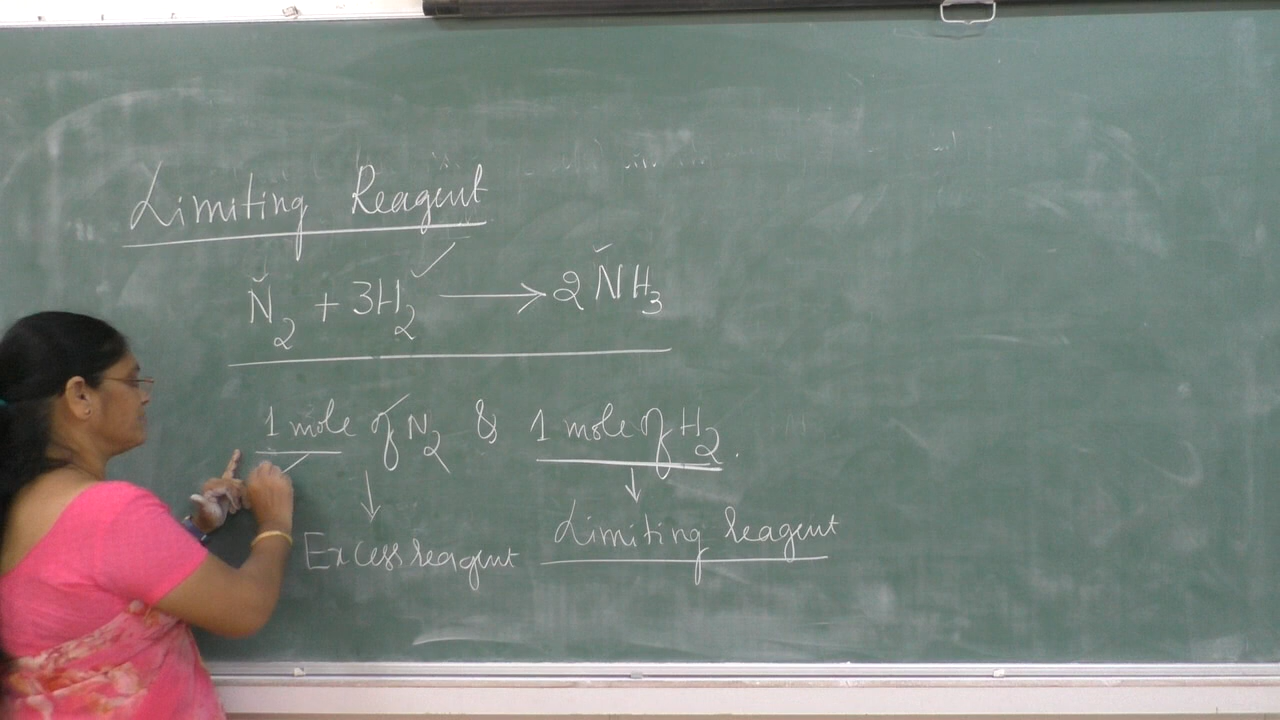 Limiting Reagent
N2 + 3H2 → 2NH3
1 mole of N2 & 1 mole of H2.
↓ ↓
Excess reagent Limiting reagent